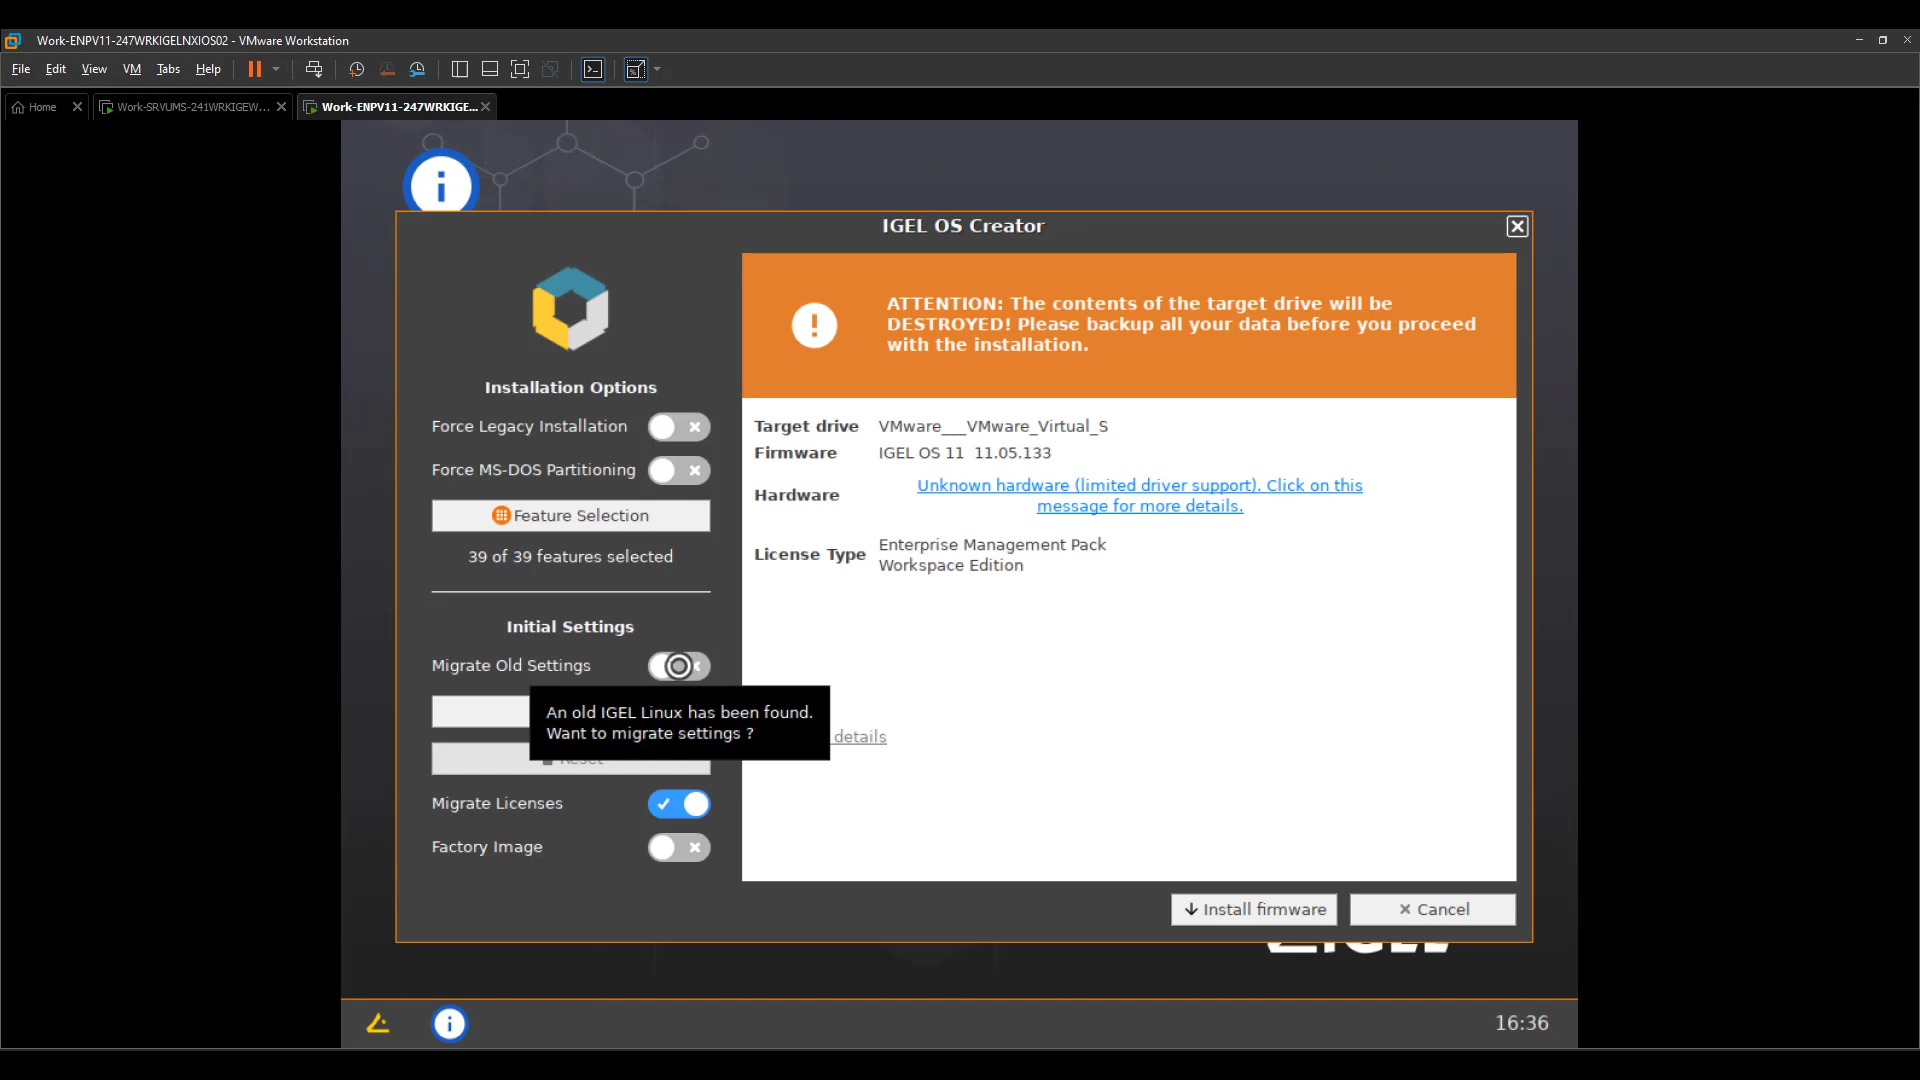 Work-ENPV11-247WRKIGELNXIOS02 - VMware Workstation
File Edit View VM Tabs Help
Home
Work-SRVUMS-241WRKIGEW...
Work-ENPV11-247WRKIGE...
IGEL OS Creator
Installation Options
Force Legacy Installation
Force MS-DOS Partitioning
Feature Selection
39 of 39 features selected
Initial Settings
Migrate Old Settings
An old IGEL Linux has been found.
Want to migrate settings ?
Reset
Migrate Licenses
Factory Image
ATTENTION: The contents of the target drive will be
DESTROYED! Please backup all your data before you proceed
with the installation.
Target drive VMware___VMware_Virtual_S
Firmware IGEL OS 11 11.05.133
Hardware Unknown hardware (limited driver support). Click on this
message for more details.
License Type Enterprise Management Pack
Workspace Edition
details
Install firmware
Cancel
16:36